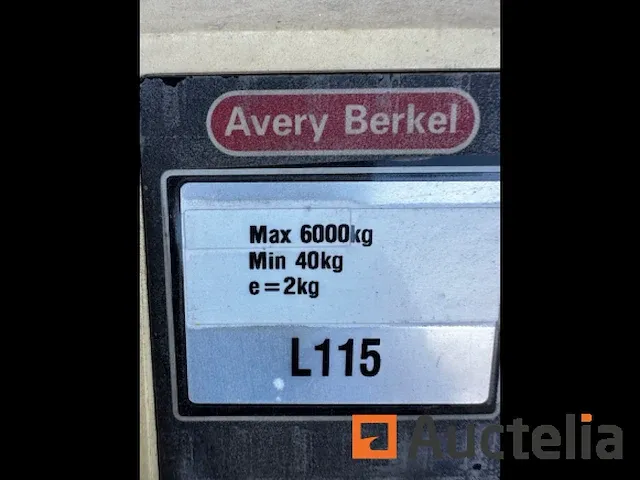 Avery Berkel
Max 6000kg
Min 40kg
e=2kg
L115
Auctelia